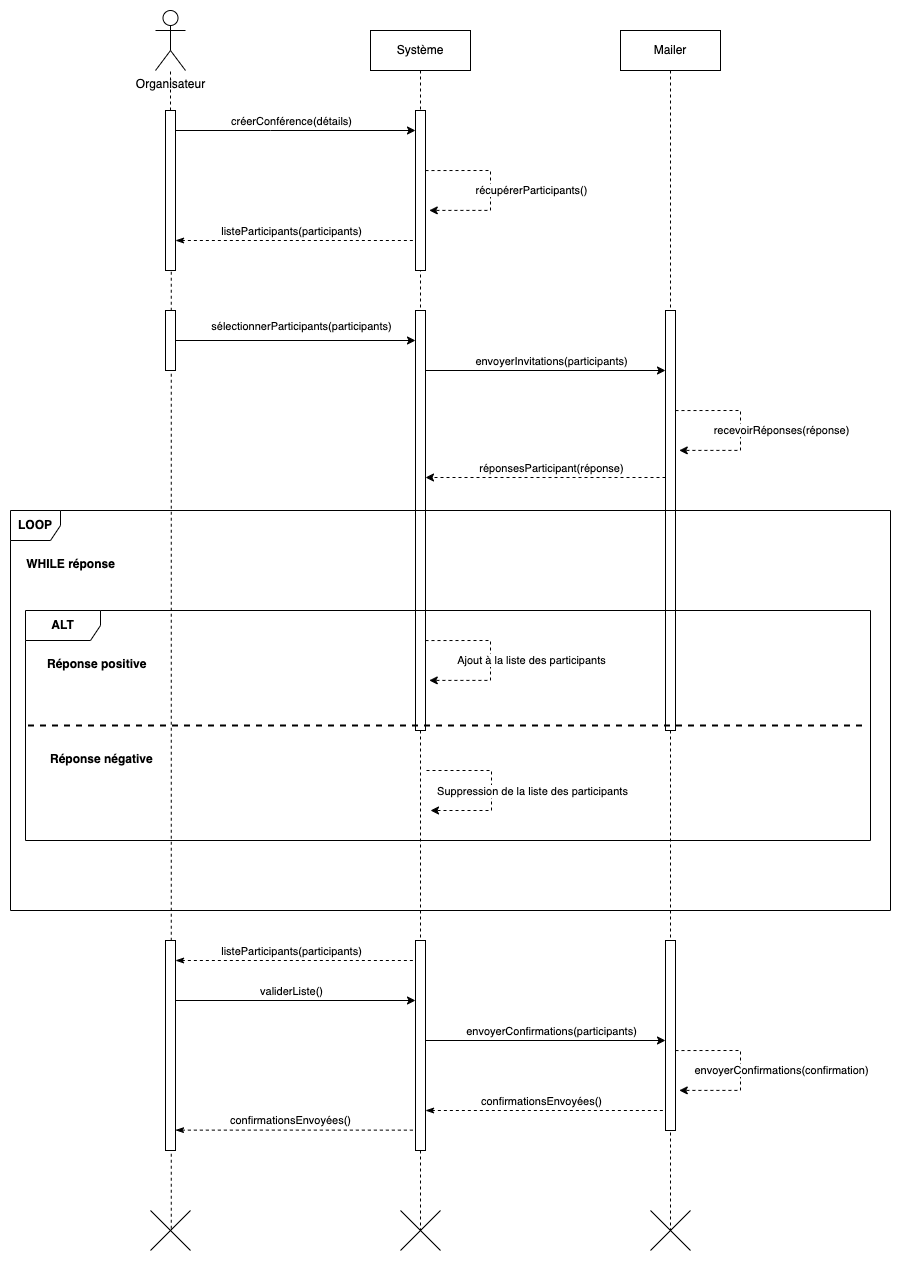 Organisateur
Système
Mailer
créerConférence(détails)
récupérerParticipants()
listeParticipants(participants)
sélectionnerParticipants(participants)
envoyerInvitations(participants)
recevoirRéponses(réponse)
réponsesParticipant(réponse)
LOOP
WHILE réponse
ALT
Réponse positive
Ajout à la liste des participants
Réponse négative
Suppression de la liste des participants
listeParticipants(participants)
validerListe()
envoyerConfirmations(participants)
envoyerConfirmations(confirmation)
confirmationsEnvoyées()
confirmationsEnvoyées()